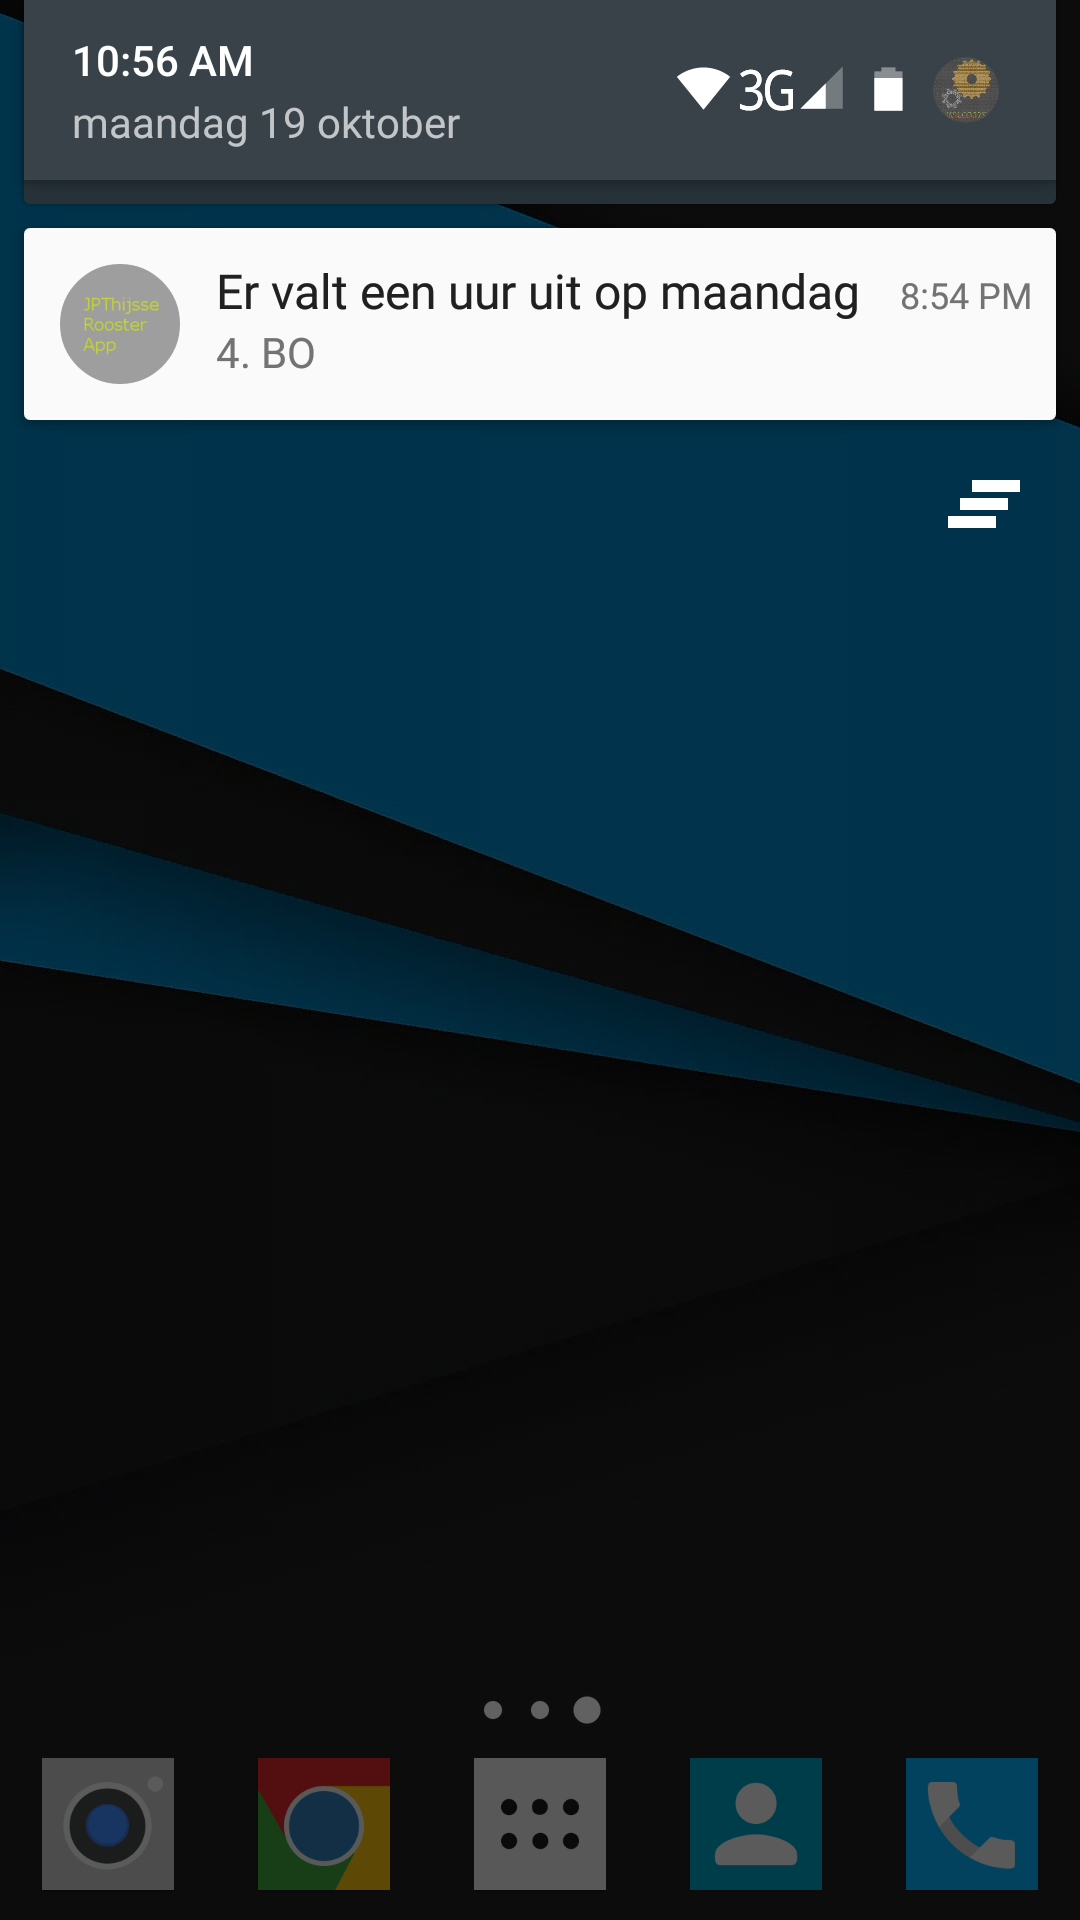 10:56 AM
maandag 19 oktober
3G
JPThijsse
Rooster
App
Er valt een uur uit op maandag
8:54 PM
4. BO